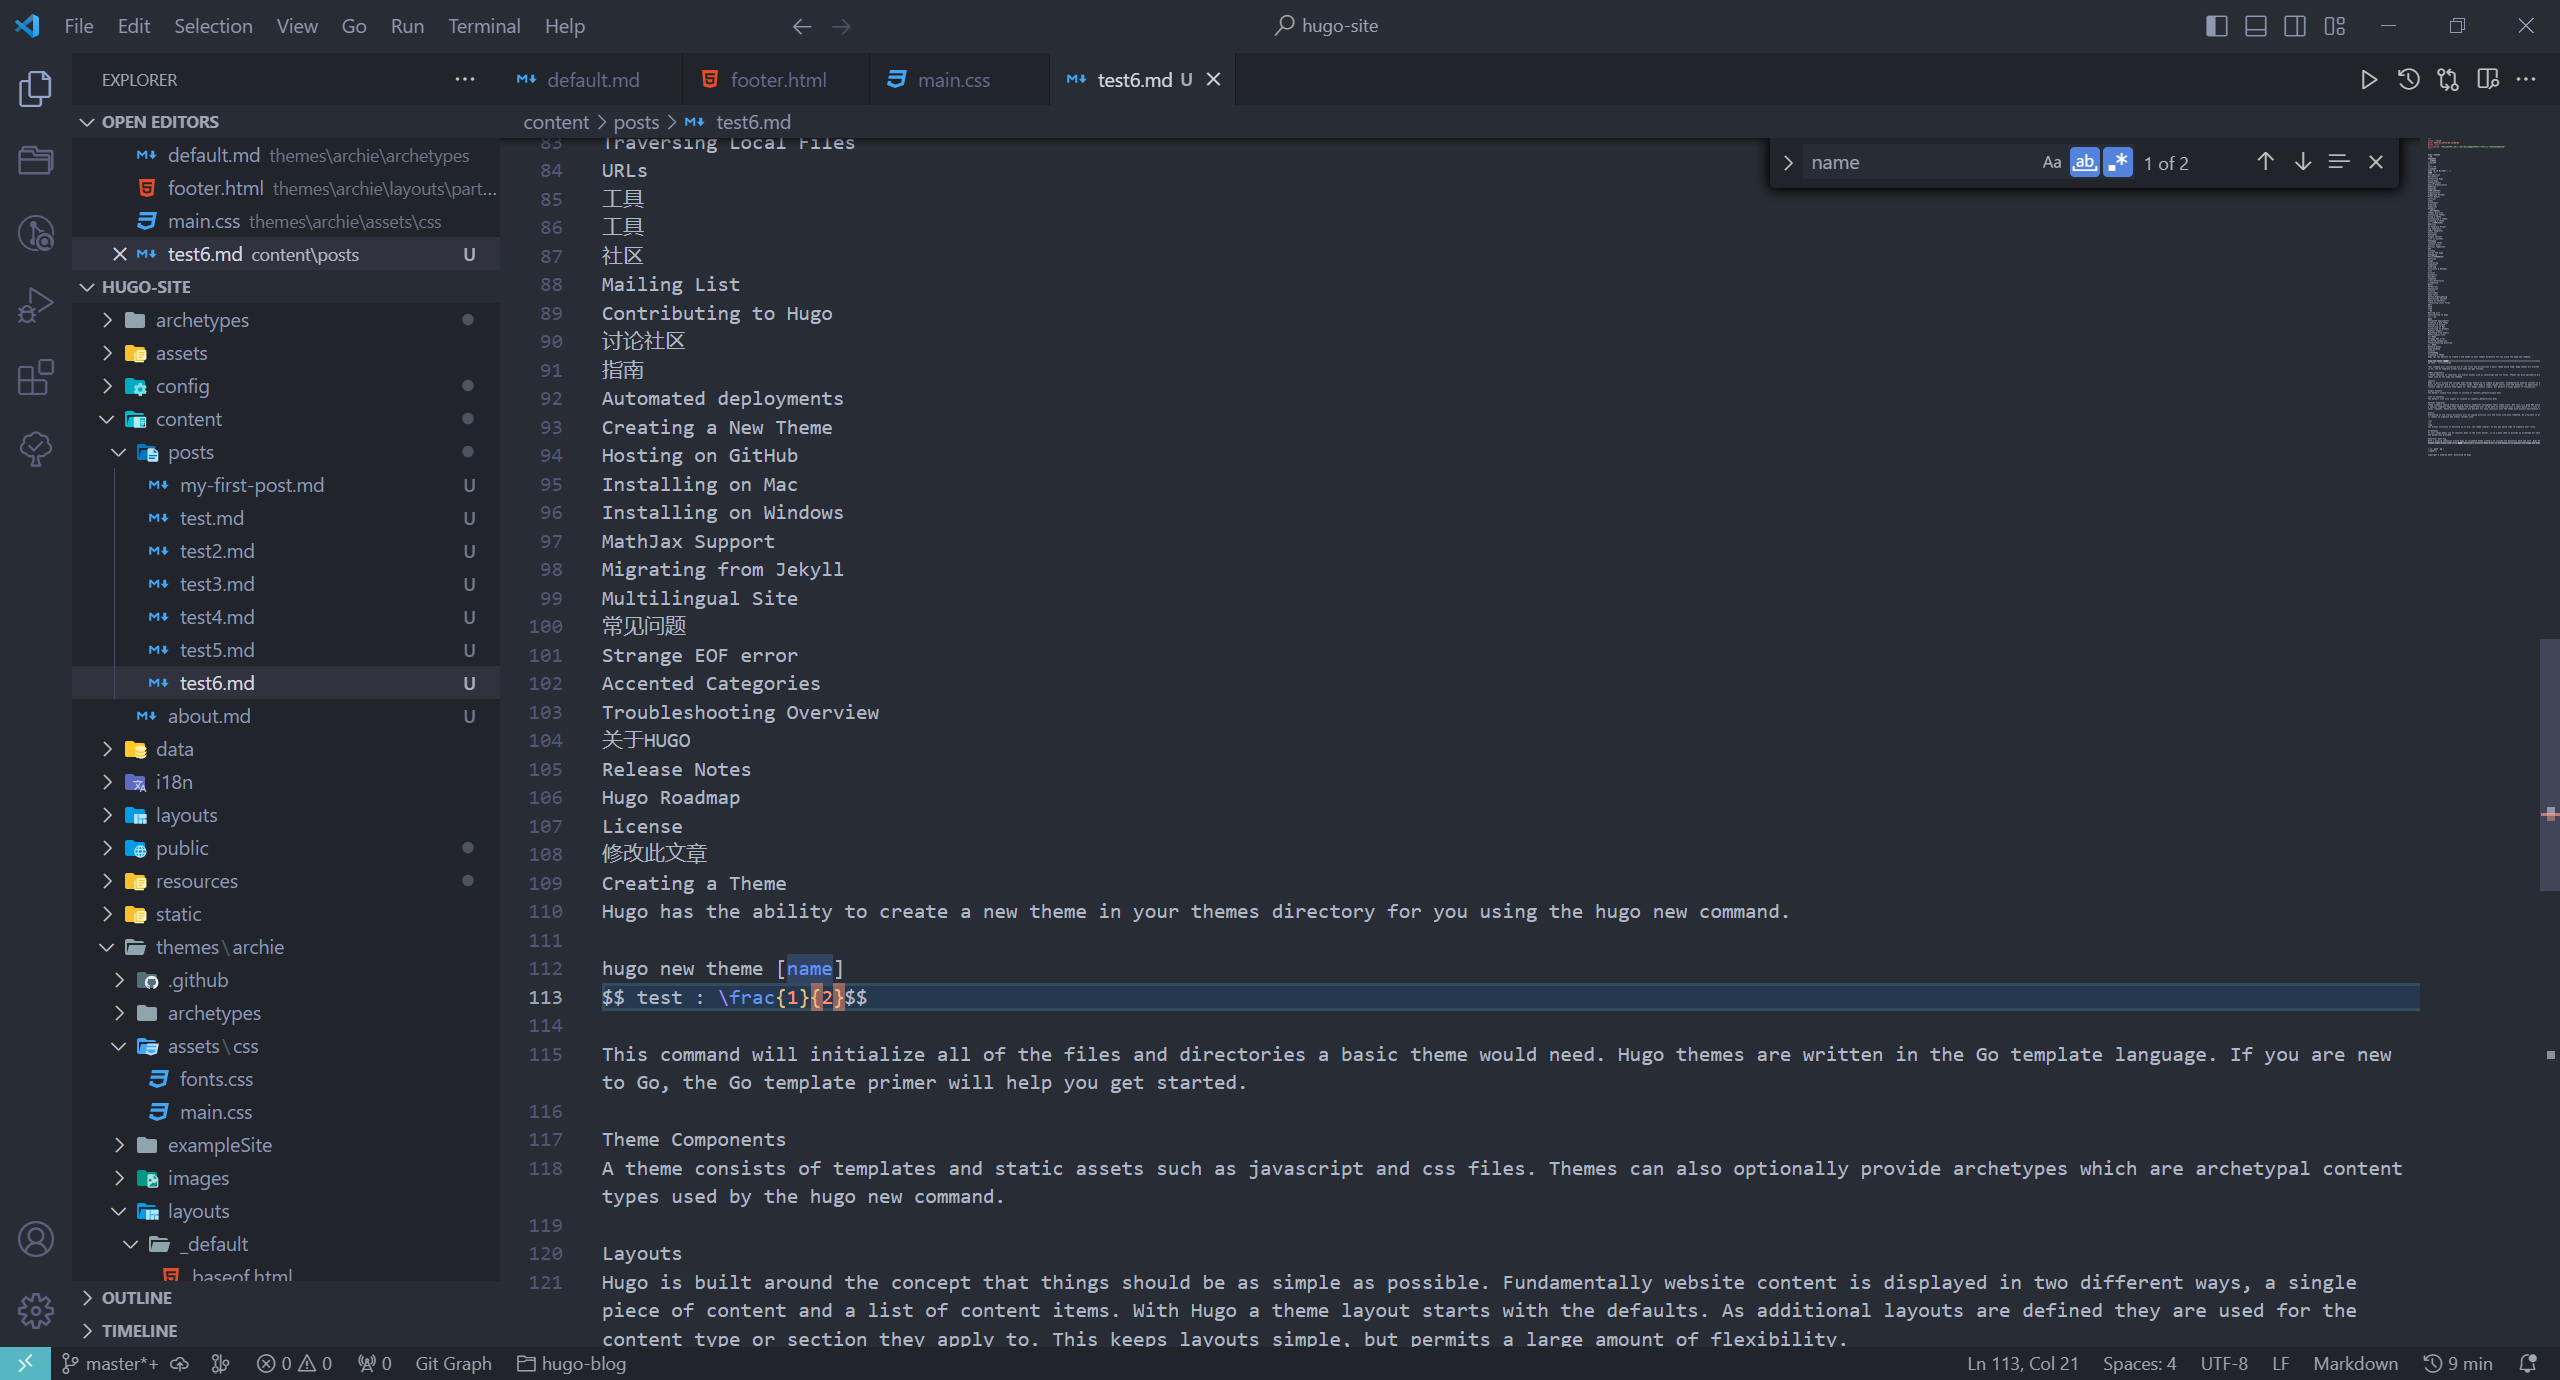 File Edit Selection View Go Run Terminal Help
hugo-site
EXPLORER
default.md
footer.html
main.css
test6.md U
OPEN EDITORS
default.md themes\archie\archetypes
footer.html themes\archie\layouts\part...
main.css themes\archie\assets\css
test6.md content\posts U
HUGO-SITE
archetypes
assets
config
content
posts
my-first-post.md U
test.md U
test2.md U
test3.md U
test4.md U
test5.md U
test6.md U
about.md U
data
i18n
layouts
public
resources
static
themes\archie
.github
archetypes
assets\css
fonts.css
main.css
exampleSite
images
layouts
_default
baseof.html
OUTLINE
TIMELINE
content > posts > test6.md
name Aa ab .* 1 of 2
83 Traversing Local Files
84 URLs
85 工具
86 工具
87 社区
88 Mailing List
89 Contributing to Hugo
90 讨论社区
91 指南
92 Automated deployments
93 Creating a New Theme
94 Hosting on GitHub
95 Installing on Mac
96 Installing on Windows
97 MathJax Support
98 Migrating from Jekyll
99 Multilingual Site
100 常见问题
101 Strange EOF error
102 Accented Categories
103 Troubleshooting Overview
104 关于HUGO
105 Release Notes
106 Hugo Roadmap
107 License
108 修改此文章
109 Creating a Theme
110 Hugo has the ability to create a new theme in your themes directory for you using the hugo new command.
111
112 hugo new theme [name]
113 $$ test : \frac{1}{2}$$
114
115 This command will initialize all of the files and directories a basic theme would need. Hugo themes are written in the Go template language. If you are new
to Go, the Go template primer will help you get started.
116
117 Theme Components
118 A theme consists of templates and static assets such as javascript and css files. Themes can also optionally provide archetypes which are archetypal content
types used by the hugo new command.
119
120 Layouts
121 Hugo is built around the concept that things should be as simple as possible. Fundamentally website content is displayed in two different ways, a single
piece of content and a list of content items. With Hugo a theme layout starts with the defaults. As additional layouts are defined they are used for the
content type or section they apply to. This keeps layouts simple, but permits a large amount of flexibility.
master*+ 0 0 0 Git Graph hugo-blog Ln 113, Col 21 Spaces: 4 UTF-8 LF Markdown 9 min